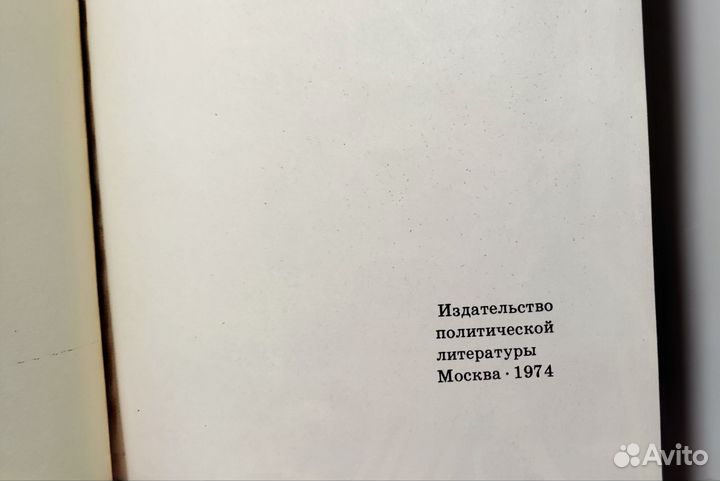 Издательство
политической
литературы
Москва · 1974
Avito